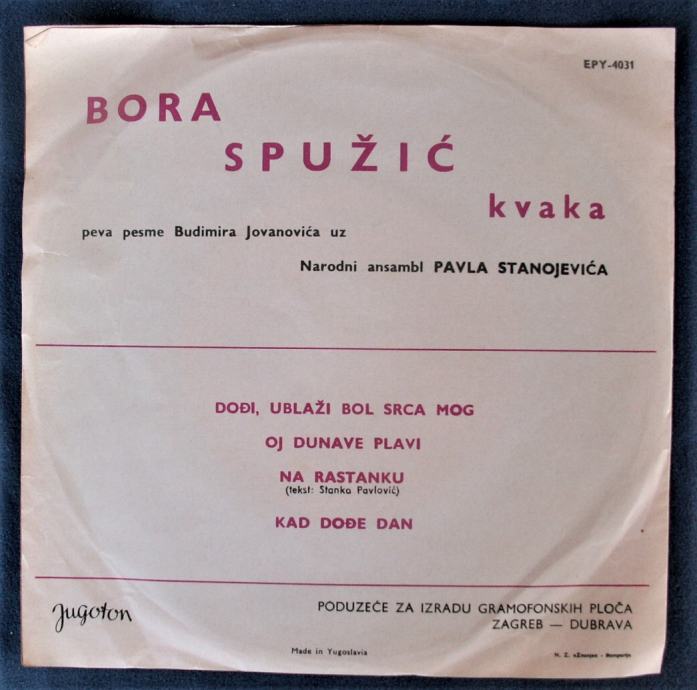 EPY-4031
BORA
SPUŽIĆ
kvaka
peva pesme Budimira Jovanovića uz
Narodni ansambl PAVLA STANOJEVIĆA
DOĐI, UBLAŽI BOL SRCA MOG
OJ DUNAVE PLAVI
NA RASTANKU
(tekst: Stanka Pavlović)
KAD DOĐE DAN
Jugoton
PODUZEĆE ZA IZRADU GRAMOFONSKIH PLOČA
ZAGREB — DUBRAVA
Made in Yugoslavia
N. Z. »Znanje«